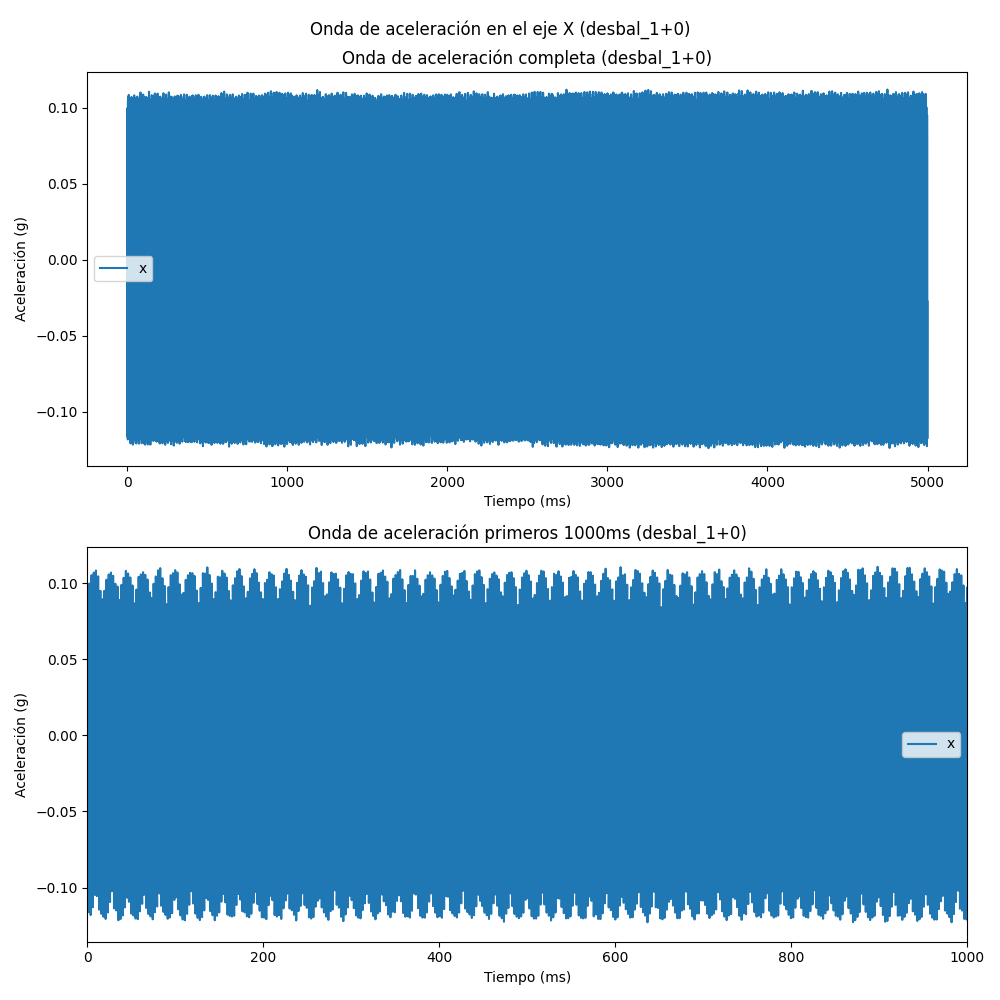 Onda de aceleración en el eje X (desbal_1+0)
Onda de aceleración completa (desbal_1+0)
0.10
0.05
0.00
−0.05
−0.10
Aceleración (g)
x
0 1000 2000 3000 4000 5000
Tiempo (ms)
Onda de aceleración primeros 1000ms (desbal_1+0)
0.10
0.05
0.00
−0.05
−0.10
Aceleración (g)
x
0 200 400 600 800 1000
Tiempo (ms)